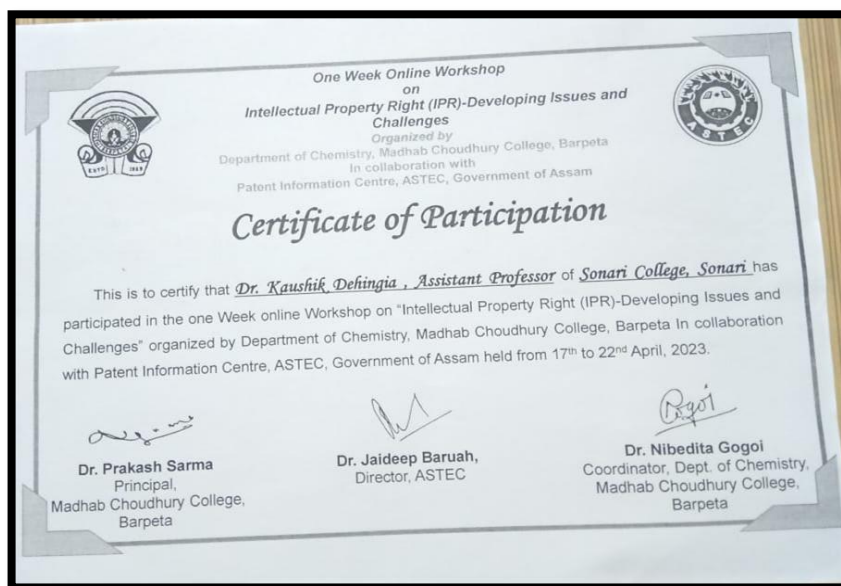 One Week Online Workshop
on
Intellectual Property Right (IPR)-Developing Issues and
Challenges
Organized by
Department of Chemistry, Madhab Choudhury College, Barpeta
In collaboration with
Patent Information Centre, ASTEC, Government of Assam
ESTD 1939
ASTEC
Certificate of Participation
This is to certify that Dr. Kaushik Dehingia , Assistant Professor of Sonari College, Sonari has
participated in the one Week online Workshop on “Intellectual Property Right (IPR)-Developing Issues and
Challenges” organized by Department of Chemistry, Madhab Choudhury College, Barpeta In collaboration
with Patent Information Centre, ASTEC, Government of Assam held from 17th to 22nd April, 2023.
Gogoi
Dr. Prakash Sarma
Principal,
Madhab Choudhury College,
Barpeta
Dr. Jaideep Baruah,
Director, ASTEC
Dr. Nibedita Gogoi
Coordinator, Dept. of Chemistry,
Madhab Choudhury College,
Barpeta